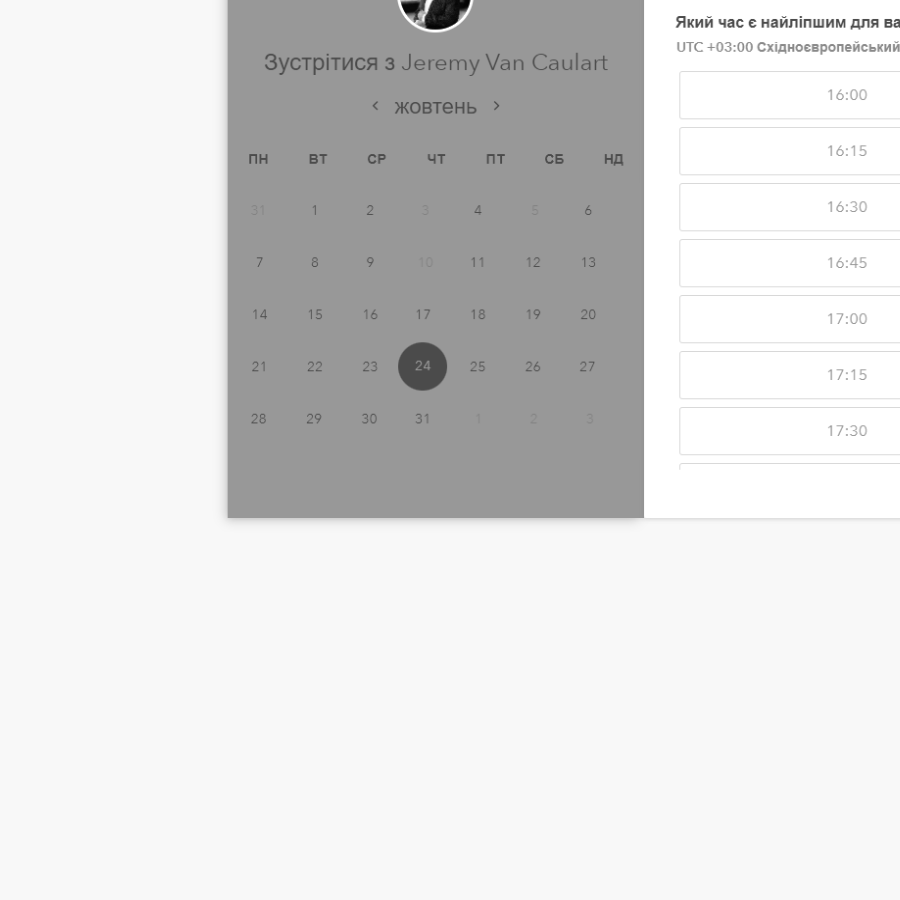 Зустрітися з Jeremy Van Caulart
жовтень
ПН ВТ СР ЧТ ПТ СБ НД
31 1 2 3 4 5 6
7 8 9 10 11 12 13
14 15 16 17 18 19 20
21 22 23 24 25 26 27
28 29 30 31 1 2 3
Який час є найліпшим для ва
UTC +03:00 Східноєвропейський
16:00
16:15
16:30
16:45
17:00
17:15
17:30